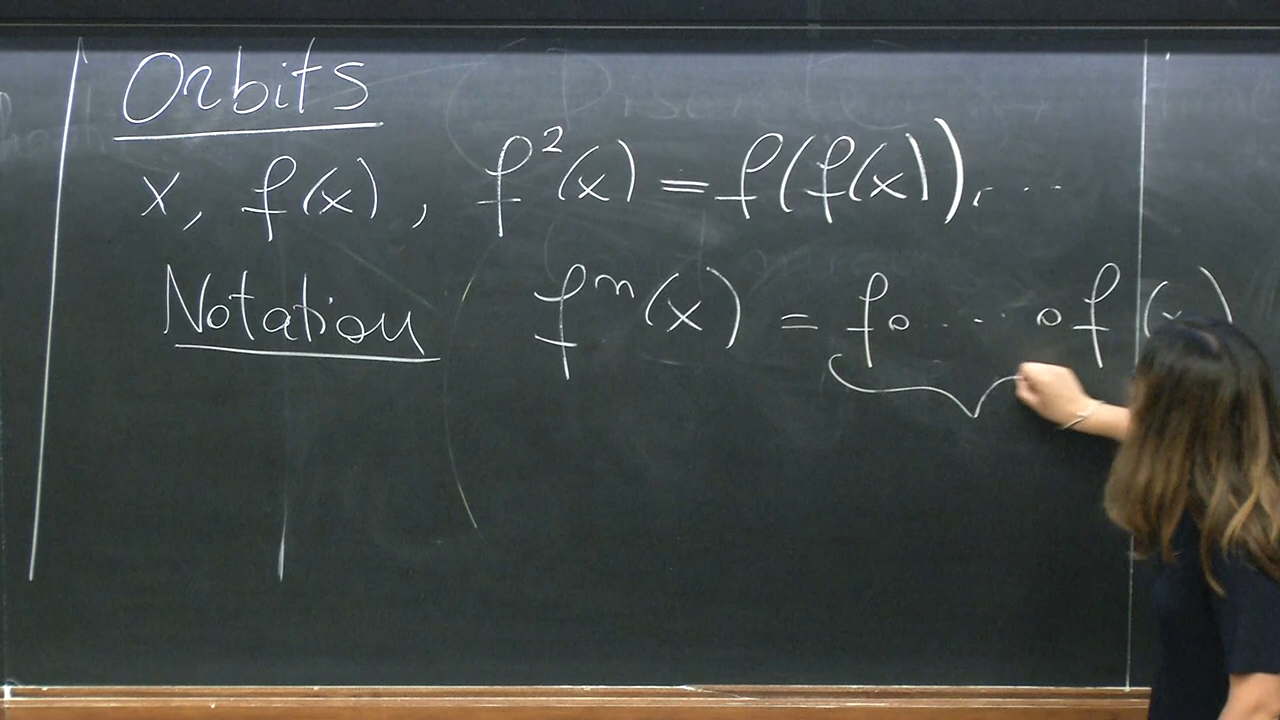 Orbits
x, f(x), f²(x) = f(f(x)), ...
Notation fⁿ(x) = f∘ ... ∘f (x)